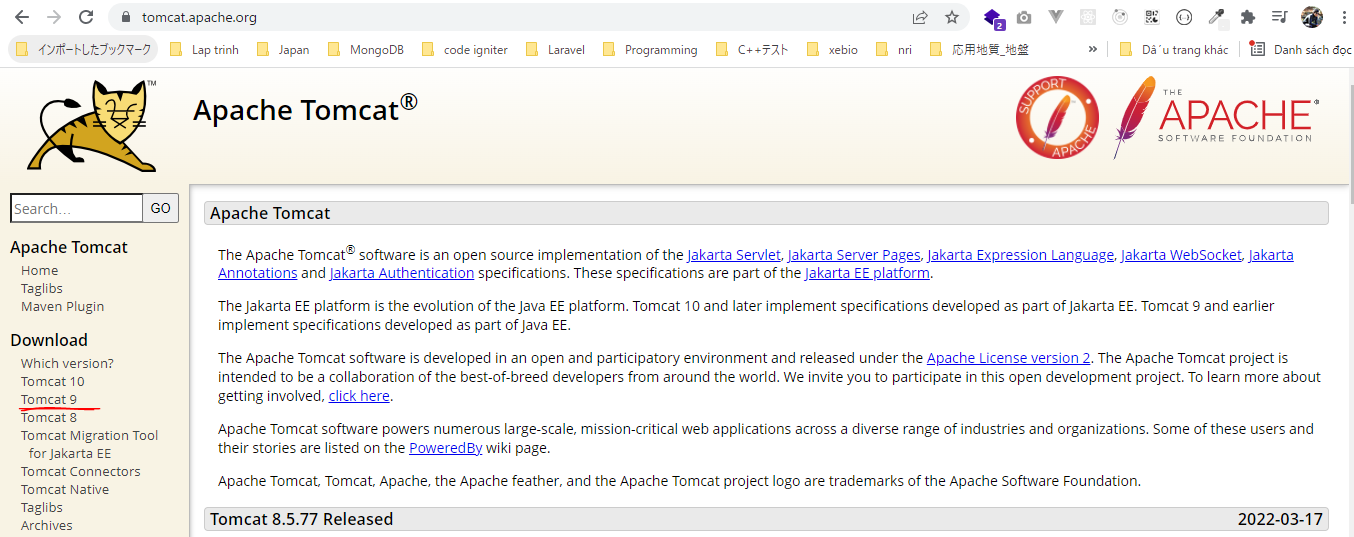 tomcat.apache.org
2
インポートしたブックマーク Lap trinh Japan MongoDB code igniter Laravel Programming C++テスト xebio nri 応用地質_地盤 » Dấu trang khác Danh sách đọc
TM
Apache Tomcat®
SUPPORT APACHE
THE
APACHE®
SOFTWARE FOUNDATION
Search... GO
Apache Tomcat
Home
Taglibs
Maven Plugin
Download
Which version?
Tomcat 10
Tomcat 9
Tomcat 8
Tomcat Migration Tool
for Jakarta EE
Tomcat Connectors
Tomcat Native
Taglibs
Archives
Apache Tomcat
The Apache Tomcat® software is an open source implementation of the Jakarta Servlet, Jakarta Server Pages, Jakarta Expression Language, Jakarta WebSocket, Jakarta
Annotations and Jakarta Authentication specifications. These specifications are part of the Jakarta EE platform.
The Jakarta EE platform is the evolution of the Java EE platform. Tomcat 10 and later implement specifications developed as part of Jakarta EE. Tomcat 9 and earlier
implement specifications developed as part of Java EE.
The Apache Tomcat software is developed in an open and participatory environment and released under the Apache License version 2. The Apache Tomcat project is
intended to be a collaboration of the best-of-breed developers from around the world. We invite you to participate in this open development project. To learn more about
getting involved, click here.
Apache Tomcat software powers numerous large-scale, mission-critical web applications across a diverse range of industries and organizations. Some of these users and
their stories are listed on the PoweredBy wiki page.
Apache Tomcat, Tomcat, Apache, the Apache feather, and the Apache Tomcat project logo are trademarks of the Apache Software Foundation.
Tomcat 8.5.77 Released 2022-03-17